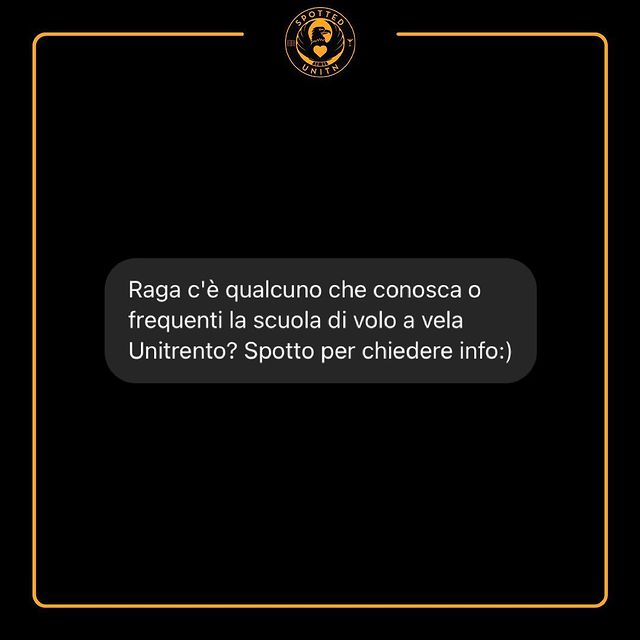 SPOTTED
UNITN
Raga c'è qualcuno che conosca o
frequenti la scuola di volo a vela
Unitrento? Spotto per chiedere info:)